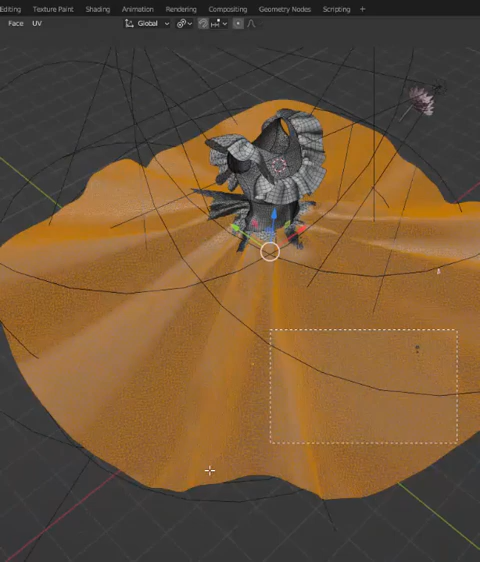 Editing Texture Paint Shading Animation Rendering Compositing Geometry Nodes Scripting +
Face UV Global